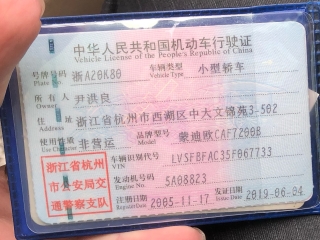 中华人民共和国机动车行驶证
Vehicle License of the People's Republic of China
号牌号码 浙A20K80 车辆类型 小型轿车
Plate No. Vehicle Type
所有人 尹洪良
Owner
住址 浙江省杭州市西湖区中大文锦苑3-502
Address
使用性质 非营运 品牌型号 蒙迪欧CAF7200B
Use Character Model
浙江省杭州
市公安局交
通警察支队
车辆识别代号 LVSFBFAC35F067733
VIN
发动机号码 5A08823
Engine No.
注册日期 2005-11-17 发证日期 2019-06-04
Register Date Issue Date